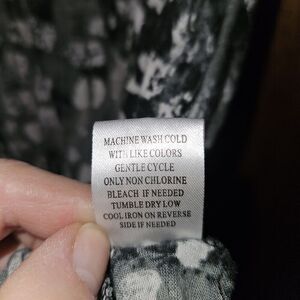 MACHINE WASH COLD
WITH LIKE COLORS
GENTLE CYCLE
ONLY NON CHLORINE
BLEACH IF NEEDED
TUMBLE DRY LOW
COOL IRON ON REVERSE
SIDE IF NEEDED